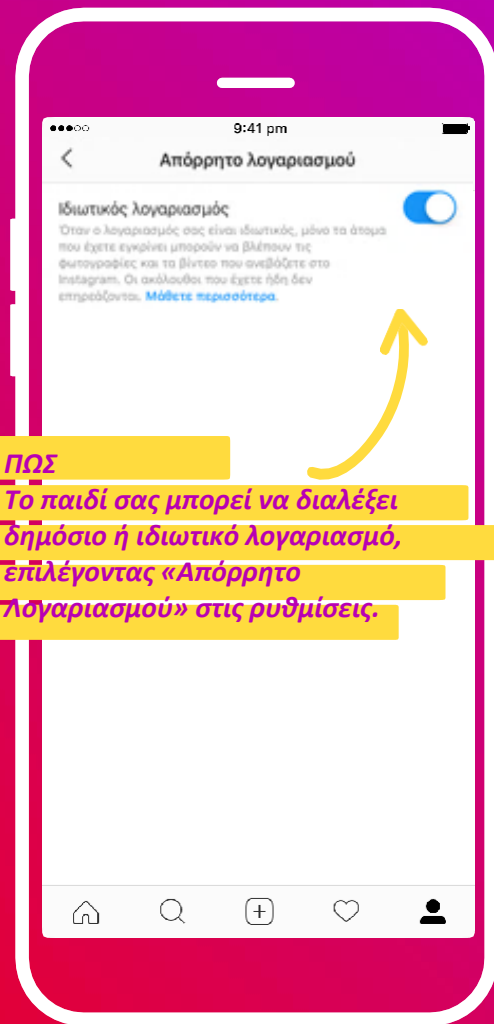 9:41 pm
Απόρρητο λογαριασμού
Ιδιωτικός λογαριασμός
Όταν ο λογαριασμός σας είναι ιδιωτικός, μόνο τα άτομα
που έχετε εγκρίνει μπορούν να βλέπουν τις
φωτογραφίες και τα βίντεο που ανεβάζετε στο
Instagram. Οι ακόλουθοι που έχετε ήδη δεν
επηρεάζονται. Μάθετε περισσότερα.
ΠΩΣ
Το παιδί σας μπορεί να διαλέξει
δημόσιο ή ιδιωτικό λογαριασμό,
επιλέγοντας «Απόρρητο
Λογαριασμού» στις ρυθμίσεις.